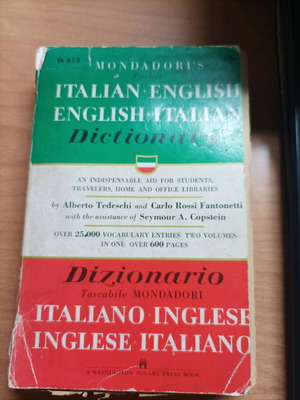 W 613
MONDADORI'S
Pocket
ITALIAN·ENGLISH
ENGLISH·ITALIAN
Dictionary
AN INDISPENSABLE AID FOR STUDENTS,
TRAVELERS, HOME AND OFFICE LIBRARIES
by Alberto Tedeschi and Carlo Rossi Fantonetti
with the assistance of Seymour A. Copstein
OVER 25,000 VOCABULARY ENTRIES TWO VOLUMES
IN ONE OVER 600 PAGES
Dizionario
Tascabile MONDADORI
ITALIANO·INGLESE
INGLESE·ITALIANO
A WASHINGTON SQUARE PRESS BOOK